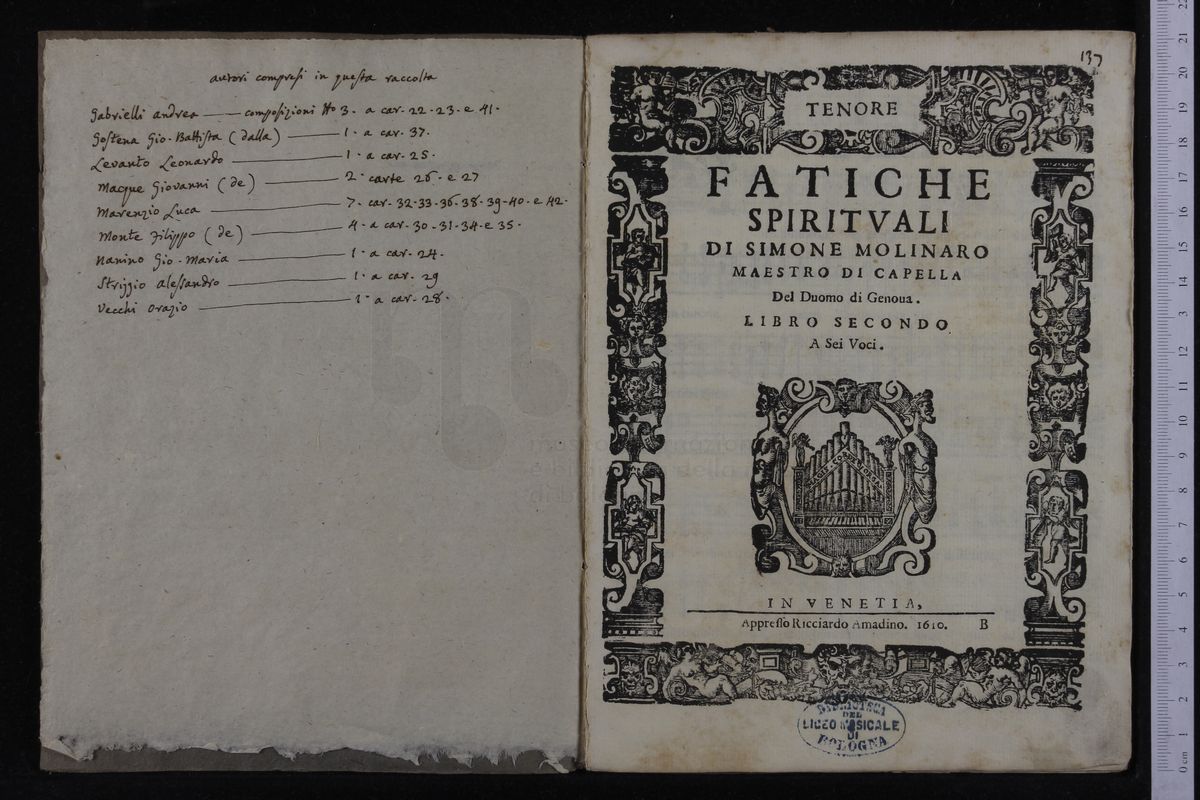 autori compresi in questa raccolta
Gabrielli Andrea —— composizioni No 3. a car. 22. 23. e 41.
Gostena Gio. Battista (dalla) —— 1. a car. 37.
Levanto Leonardo —— 1. a car. 25.
Macque Giovanni (de) —— 2. carte 26. e 27
Marenzio Luca —— 7. car. 32. 33. 36. 38. 39. 40. e 42.
Monte Filippo (de) —— 4. a car. 30. 31. 34. e 35.
Nanino Gio. Maria —— 1. a car. 24.
Striggio Alessandro —— 1. a car. 29
Vecchi Orazio —— 1. a car. 28.
137
TENORE
FATICHE
SPIRITVALI
DI SIMONE MOLINARO
MAESTRO DI CAPELLA
Del Duomo di Genoua.
LIBRO SECONDO
A Sei Voci.
IN VENETIA,
Appresso Ricciardo Amadino. 1610. B
BIBLIOTECA
DEL
LICEO MUSICALE
DI
BOLOGNA